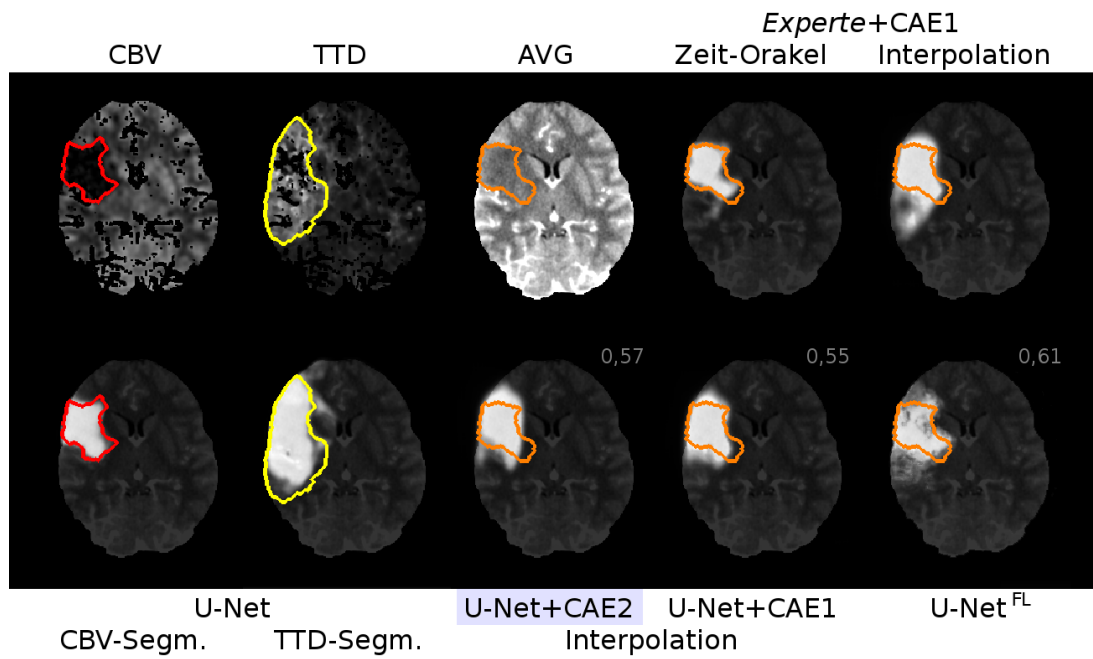 Experte+CAE1
CBV TTD AVG Zeit-Orakel Interpolation
0,57 0,55 0,61
U-Net U-Net+CAE2 U-Net+CAE1 U-Net FL
CBV-Segm. TTD-Segm. Interpolation